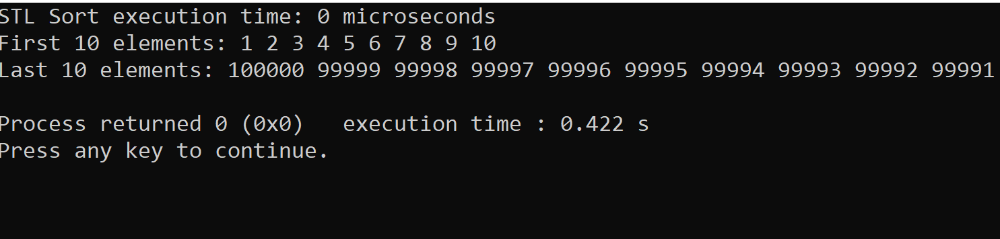 STL Sort execution time: 0 microseconds
First 10 elements: 1 2 3 4 5 6 7 8 9 10
Last 10 elements: 100000 99999 99998 99997 99996 99995 99994 99993 99992 99991
Process returned 0 (0x0)   execution time : 0.422 s
Press any key to continue.